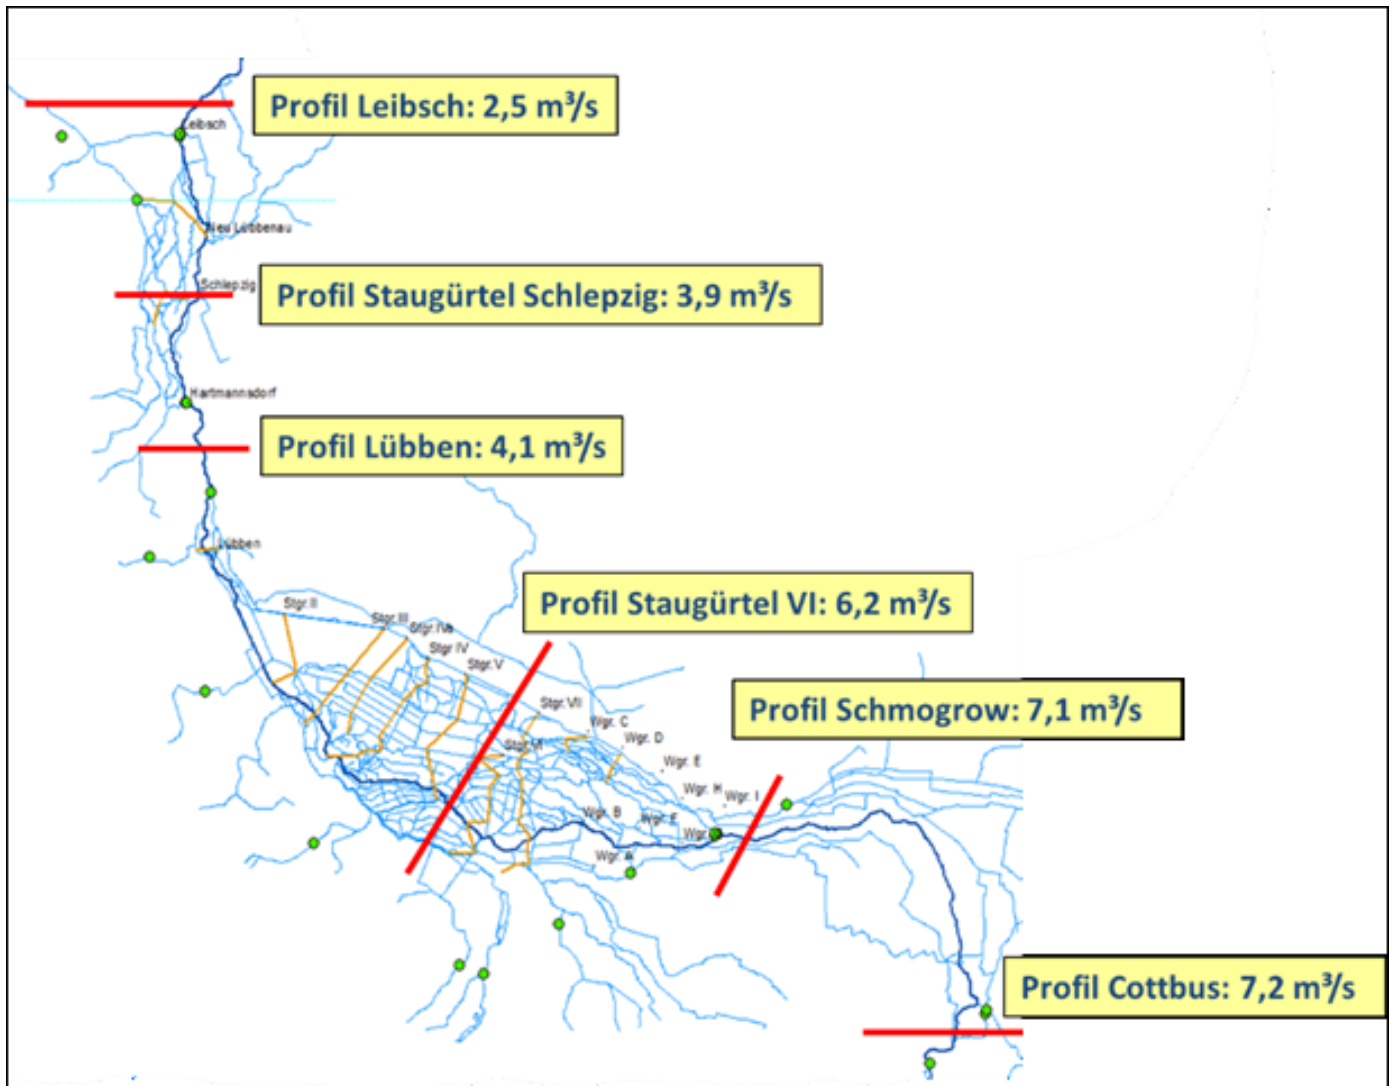 Profil Leibsch: 2,5 m³/s
Leibsch
Neu Lübbenau
Schlepzig
Profil Staugürtel Schlepzig: 3,9 m³/s
Hartmannsdorf
Profil Lübben: 4,1 m³/s
Lübben
Profil Staugürtel VI: 6,2 m³/s
Stgr. II
Stgr. III
Stgr. IVa
Stgr. IV
Stgr. V
Profil Schmogrow: 7,1 m³/s
Stgr. VII
Wgr. C
Wgr. D
Stgr. VI
Wgr. E
Wgr. H
Wgr. I
Wgr. B
Wgr. F
Wgr.
Wgr. A
Profil Cottbus: 7,2 m³/s